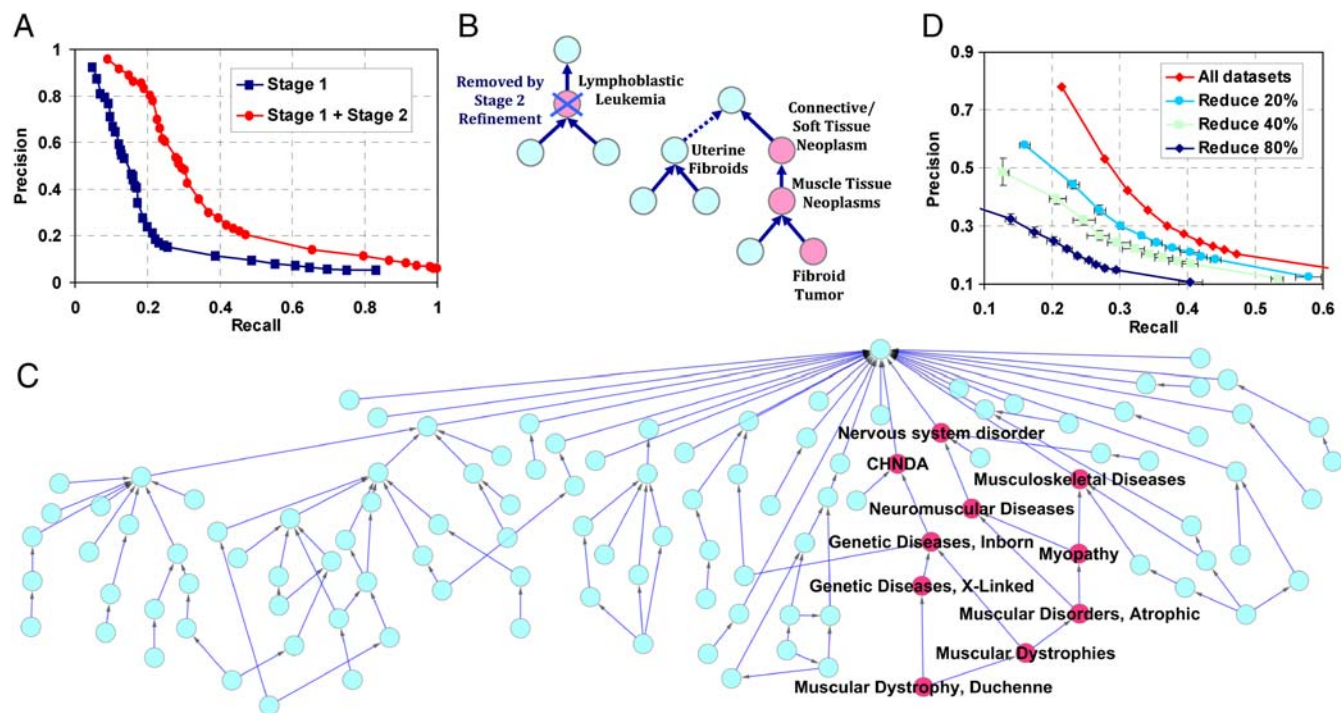 A
Precision
1
0.8
0.6
0.4
0.2
0
0
0.2
0.4
0.6
0.8
1
Recall
Stage 1
Stage 1 + Stage 2
B
Removed by
Stage 2
Refinement
Lymphoblastic
Leukemia
Uterine
Fibroids
Connective/
Soft Tissue
Neoplasm
Muscle Tissue
Neoplasms
Fibroid
Tumor
D
Precision
0.9
0.7
0.5
0.3
0.1
0.1
0.2
0.3
0.4
0.5
0.6
Recall
All datasets
Reduce 20%
Reduce 40%
Reduce 80%
C
Nervous system disorder
CHNDA
Musculoskeletal Diseases
Neuromuscular Diseases
Genetic Diseases, Inborn
Myopathy
Genetic Diseases, X-Linked
Muscular Disorders, Atrophic
Muscular Dystrophies
Muscular Dystrophy, Duchenne